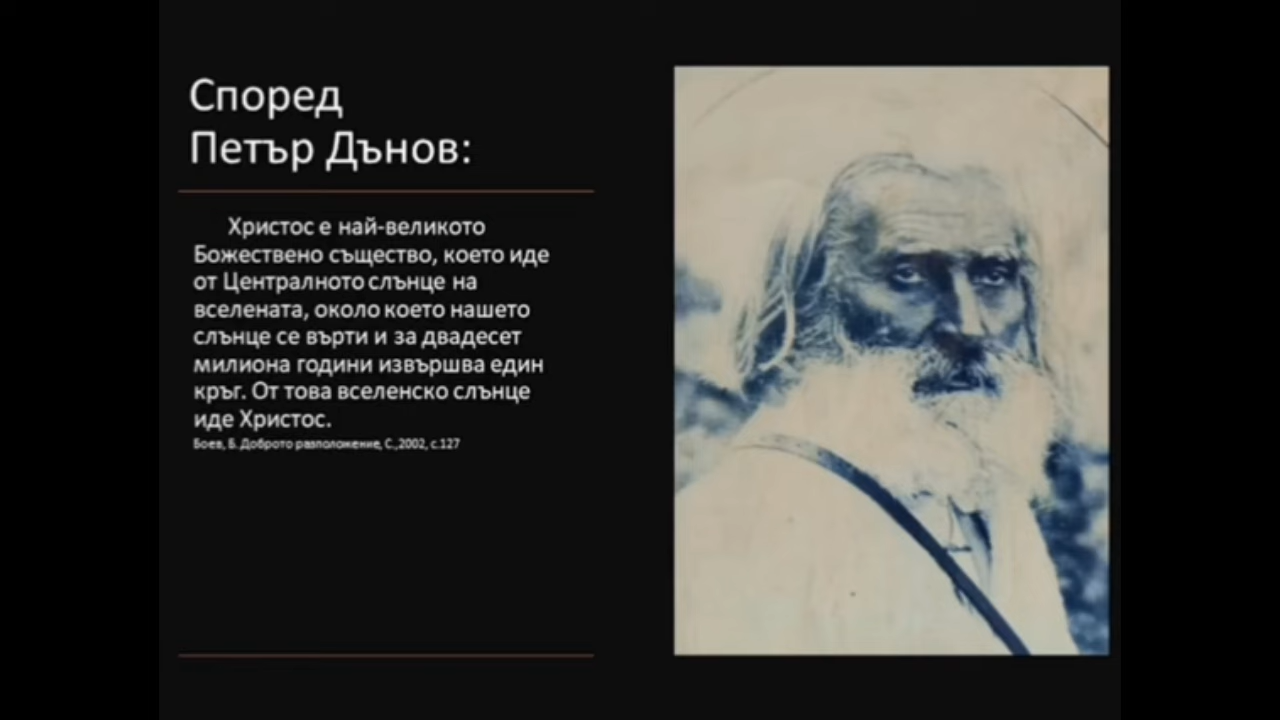 Според
Петър Дънов:
Христос е най-великото
Божествено същество, което иде
от Централното слънце на
вселената, около което нашето
слънце се върти и за двадесет
милиона години извършва един
кръг. От това вселенско слънце
иде Христос.
Боев, Б. Доброто разположение, С.,2002, с.127